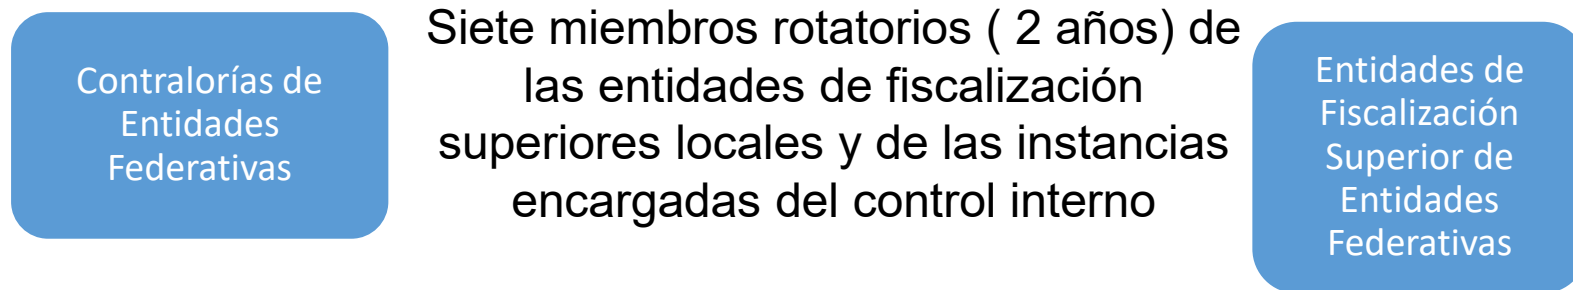 Contralorías de
Entidades
Federativas
Siete miembros rotatorios ( 2 años) de
las entidades de fiscalización
superiores locales y de las instancias
encargadas del control interno
Entidades de
Fiscalización
Superior de
Entidades
Federativas